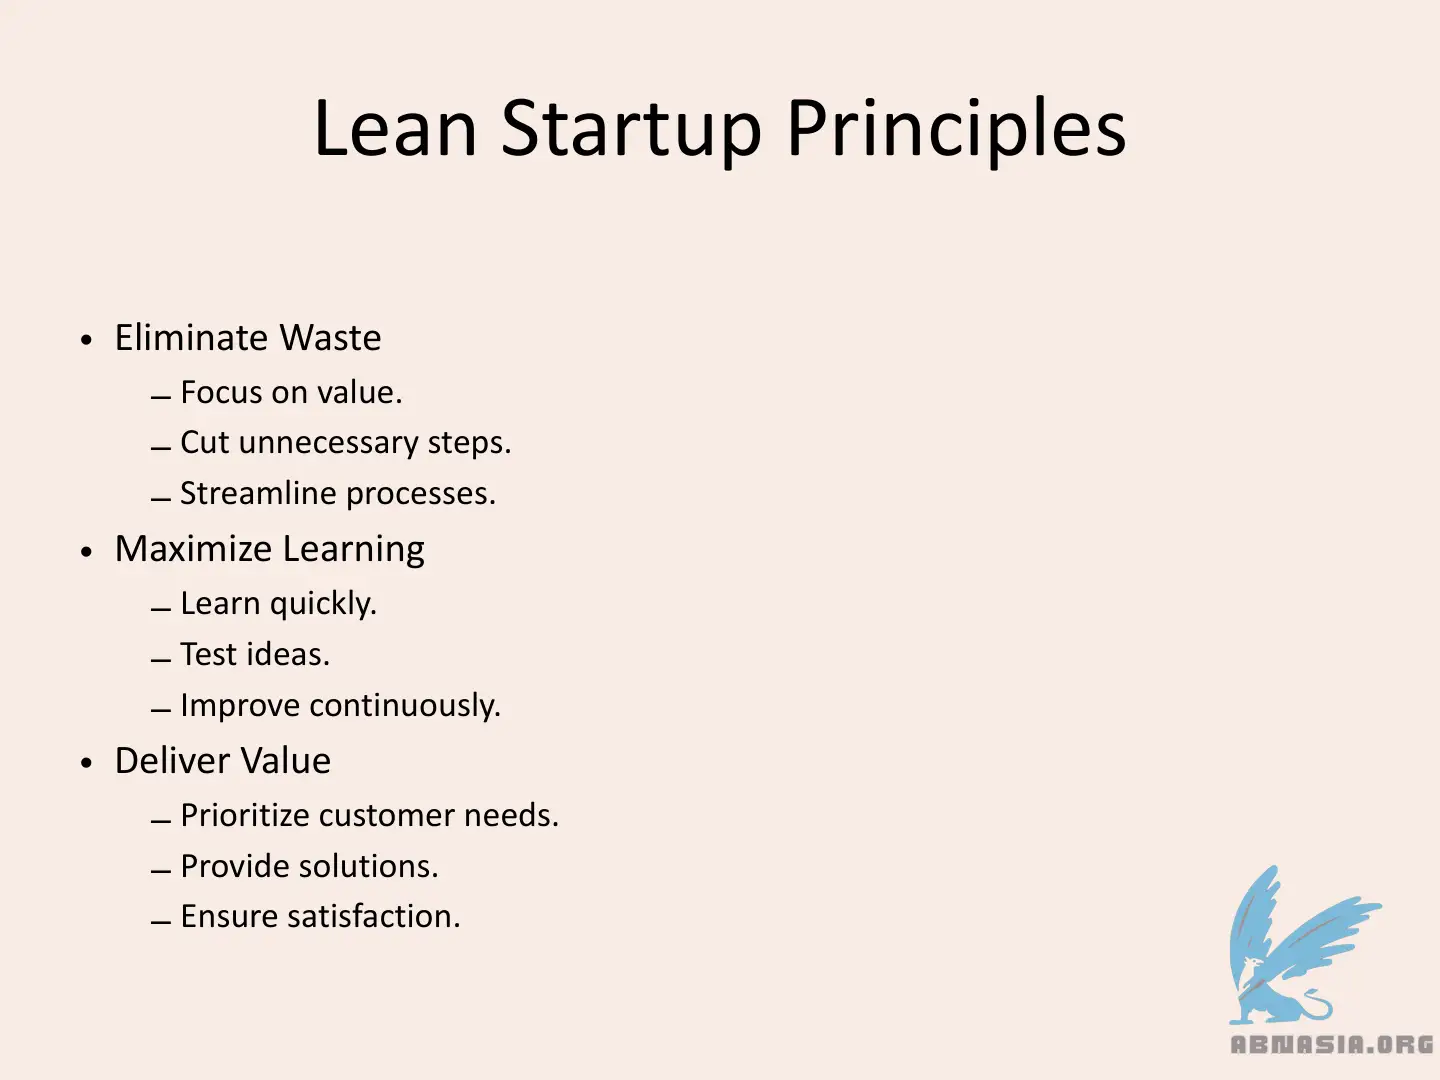 Lean Startup Principles
• Eliminate Waste
– Focus on value.
– Cut unnecessary steps.
– Streamline processes.
• Maximize Learning
– Learn quickly.
– Test ideas.
– Improve continuously.
• Deliver Value
– Prioritize customer needs.
– Provide solutions.
– Ensure satisfaction.
ABNASIA.ORG